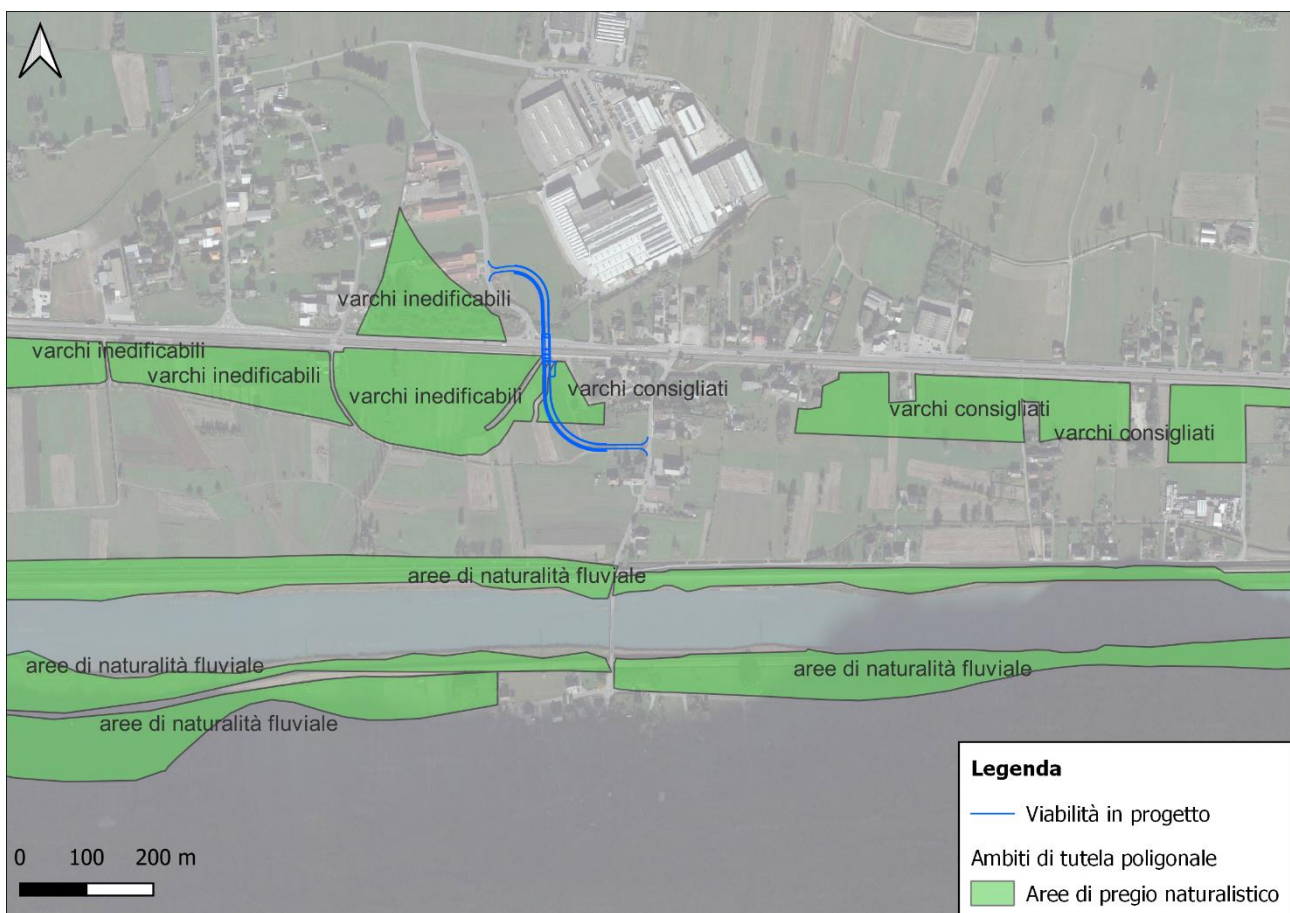 varchi inedificabili
varchi inedificabili
varchi inedificabili
varchi inedificabili
varchi consigliati
varchi consigliati
varchi consigliati
aree di naturalità fluviale
aree di naturalità fluviale
aree di naturalità fluviale
aree di naturalità fluviale
Legenda
Viabilità in progetto
Ambiti di tutela poligonale
Aree di pregio naturalistico
0 100 200 m